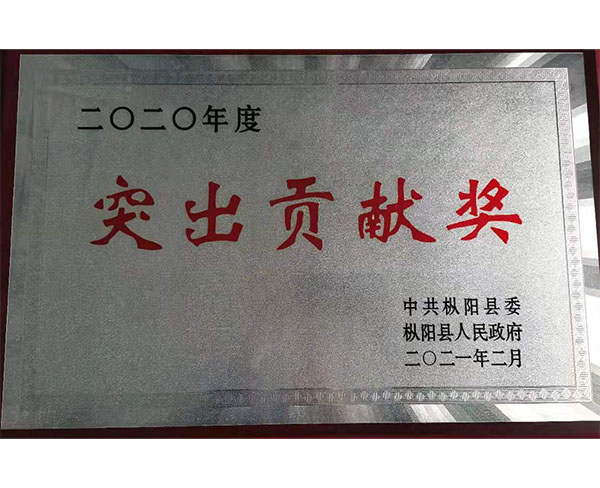 二〇二〇年度
突出贡献奖
中共枞阳县委
枞阳县人民政府
二〇二一年二月